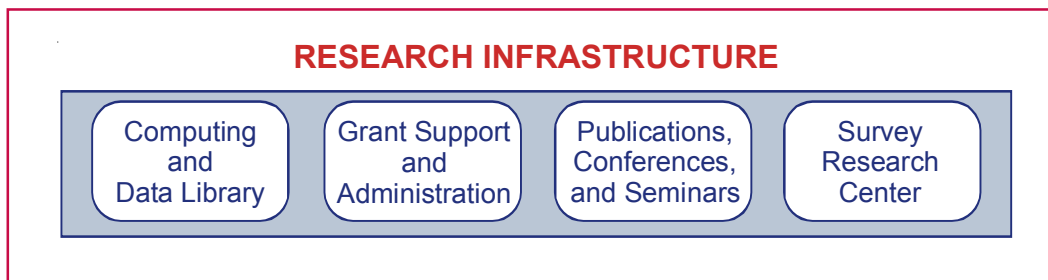 RESEARCH INFRASTRUCTURE
Computing
and
Data Library
Grant Support
and
Administration
Publications,
Conferences,
and Seminars
Survey
Research
Center